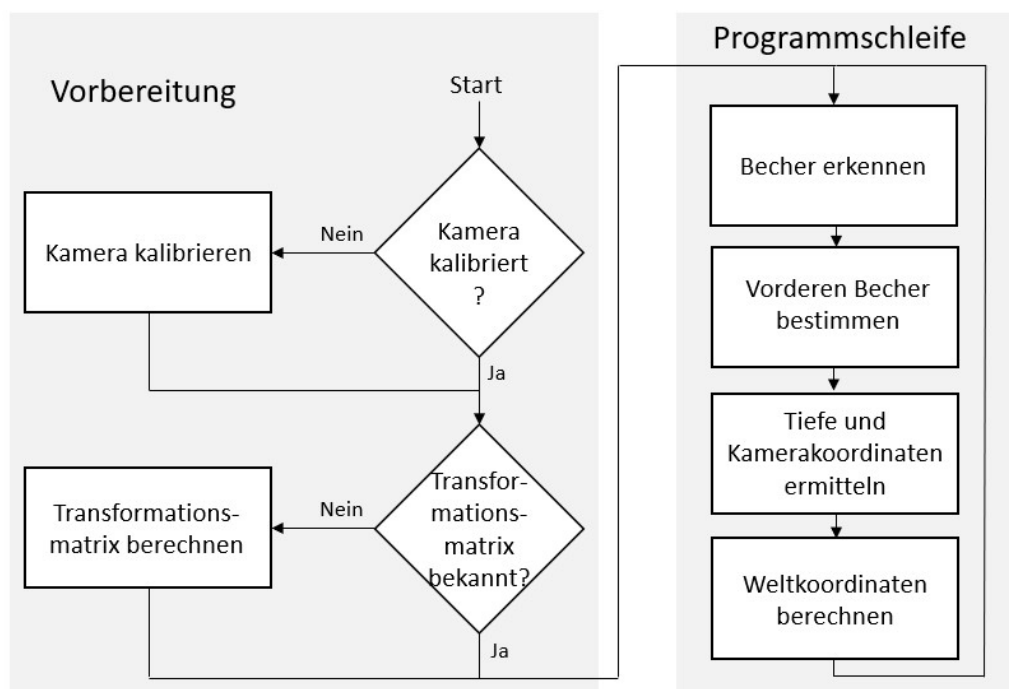 Vorbereitung
Start
Kamera
kalibriert
?
Nein
Kamera kalibrieren
Ja
Transfor-
mations-
matrix
bekannt?
Nein
Transformations-
matrix berechnen
Ja
Programmschleife
Becher erkennen
Vorderen Becher
bestimmen
Tiefe und
Kamerakoordinaten
ermitteln
Weltkoordinaten
berechnen